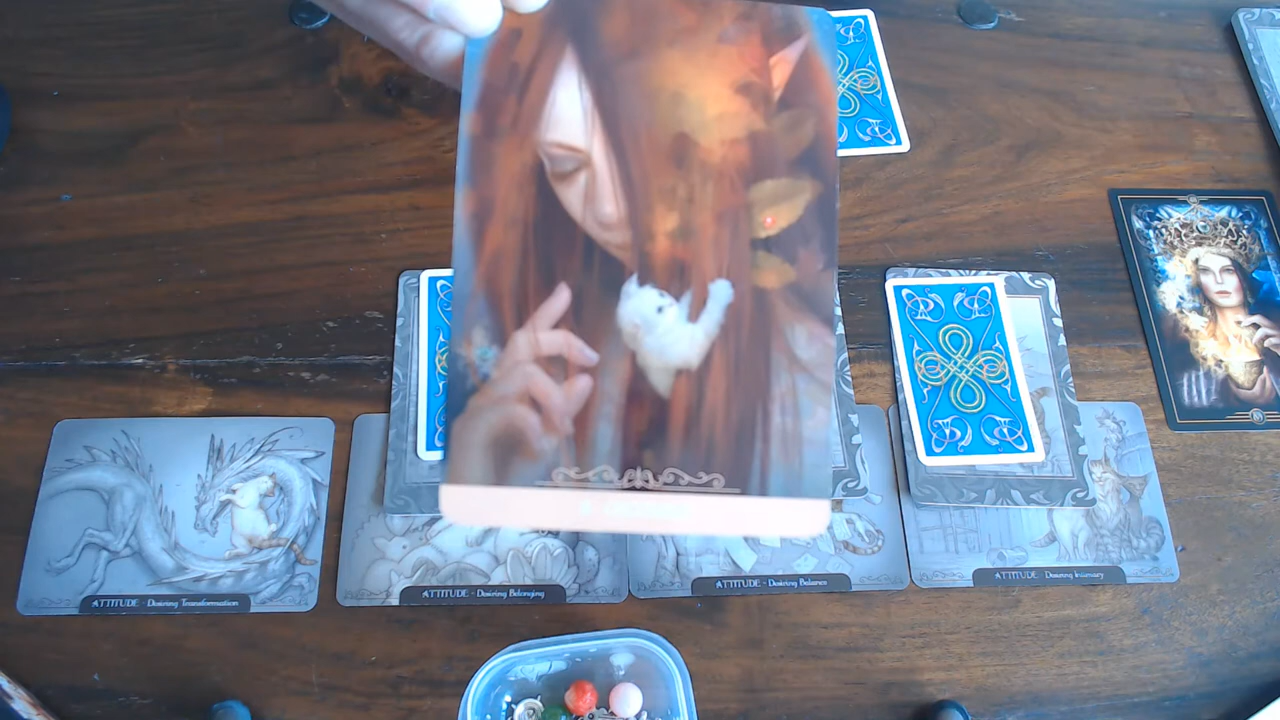 ATTITUDE - Desiring Transformation
ATTITUDE - Desiring Belonging
ATTITUDE - Desiring Balance
ATTITUDE - Desiring Intimacy